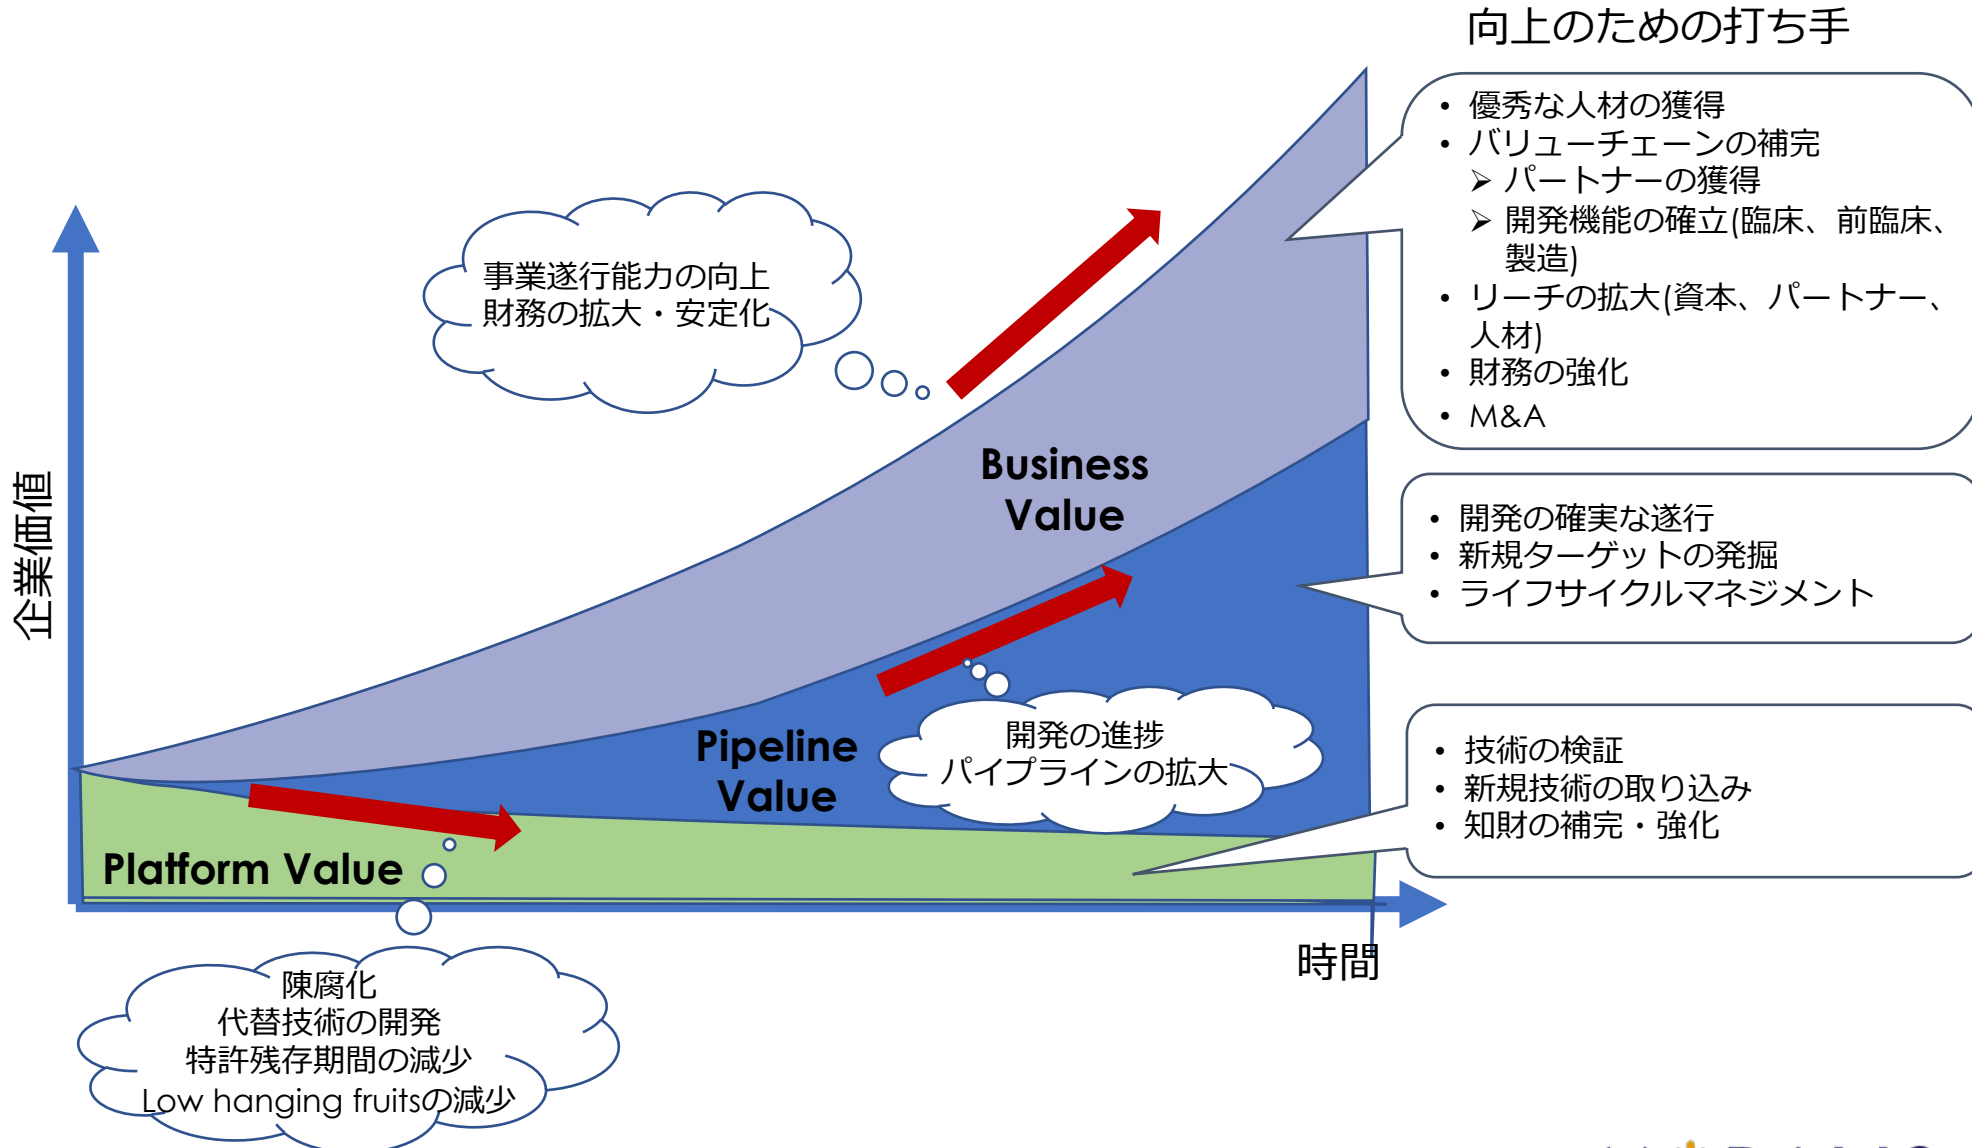 向上のための打ち手
• 優秀な人材の獲得
• バリューチェーンの補完
➢ パートナーの獲得
➢ 開発機能の確立(臨床、前臨床、
製造)
• リーチの拡大(資本、パートナー、
人材)
• 財務の強化
• M&A
事業遂行能力の向上
財務の拡大・安定化
企業価値
Business
Value
• 開発の確実な遂行
• 新規ターゲットの発掘
• ライフサイクルマネジメント
Pipeline
Value
開発の進捗
パイプラインの拡大
• 技術の検証
• 新規技術の取り込み
• 知財の補完・強化
Platform Value
時間
陳腐化
代替技術の開発
特許残存期間の減少
Low hanging fruitsの減少